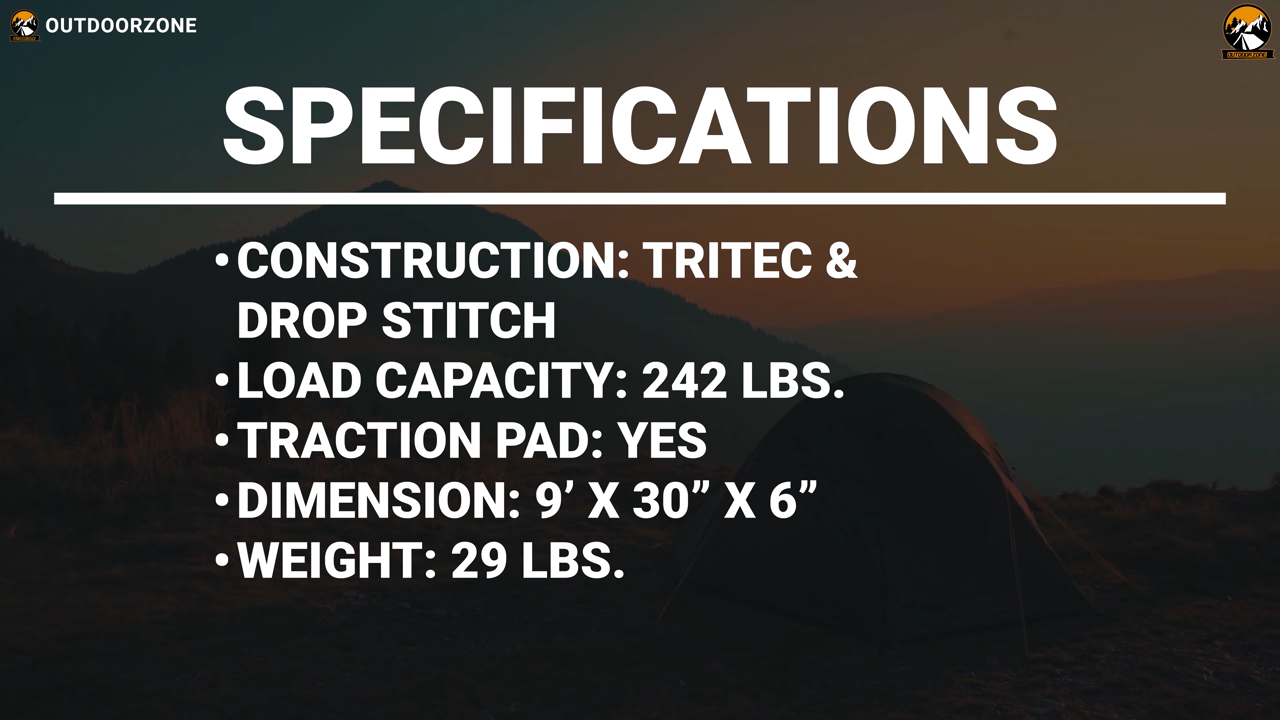 OUTDOORZONE
OUTDOORZONE
SPECIFICATIONS
• CONSTRUCTION: TRITEC &
DROP STITCH
• LOAD CAPACITY: 242 LBS.
• TRACTION PAD: YES
• DIMENSION: 9’ X 30” X 6”
• WEIGHT: 29 LBS.